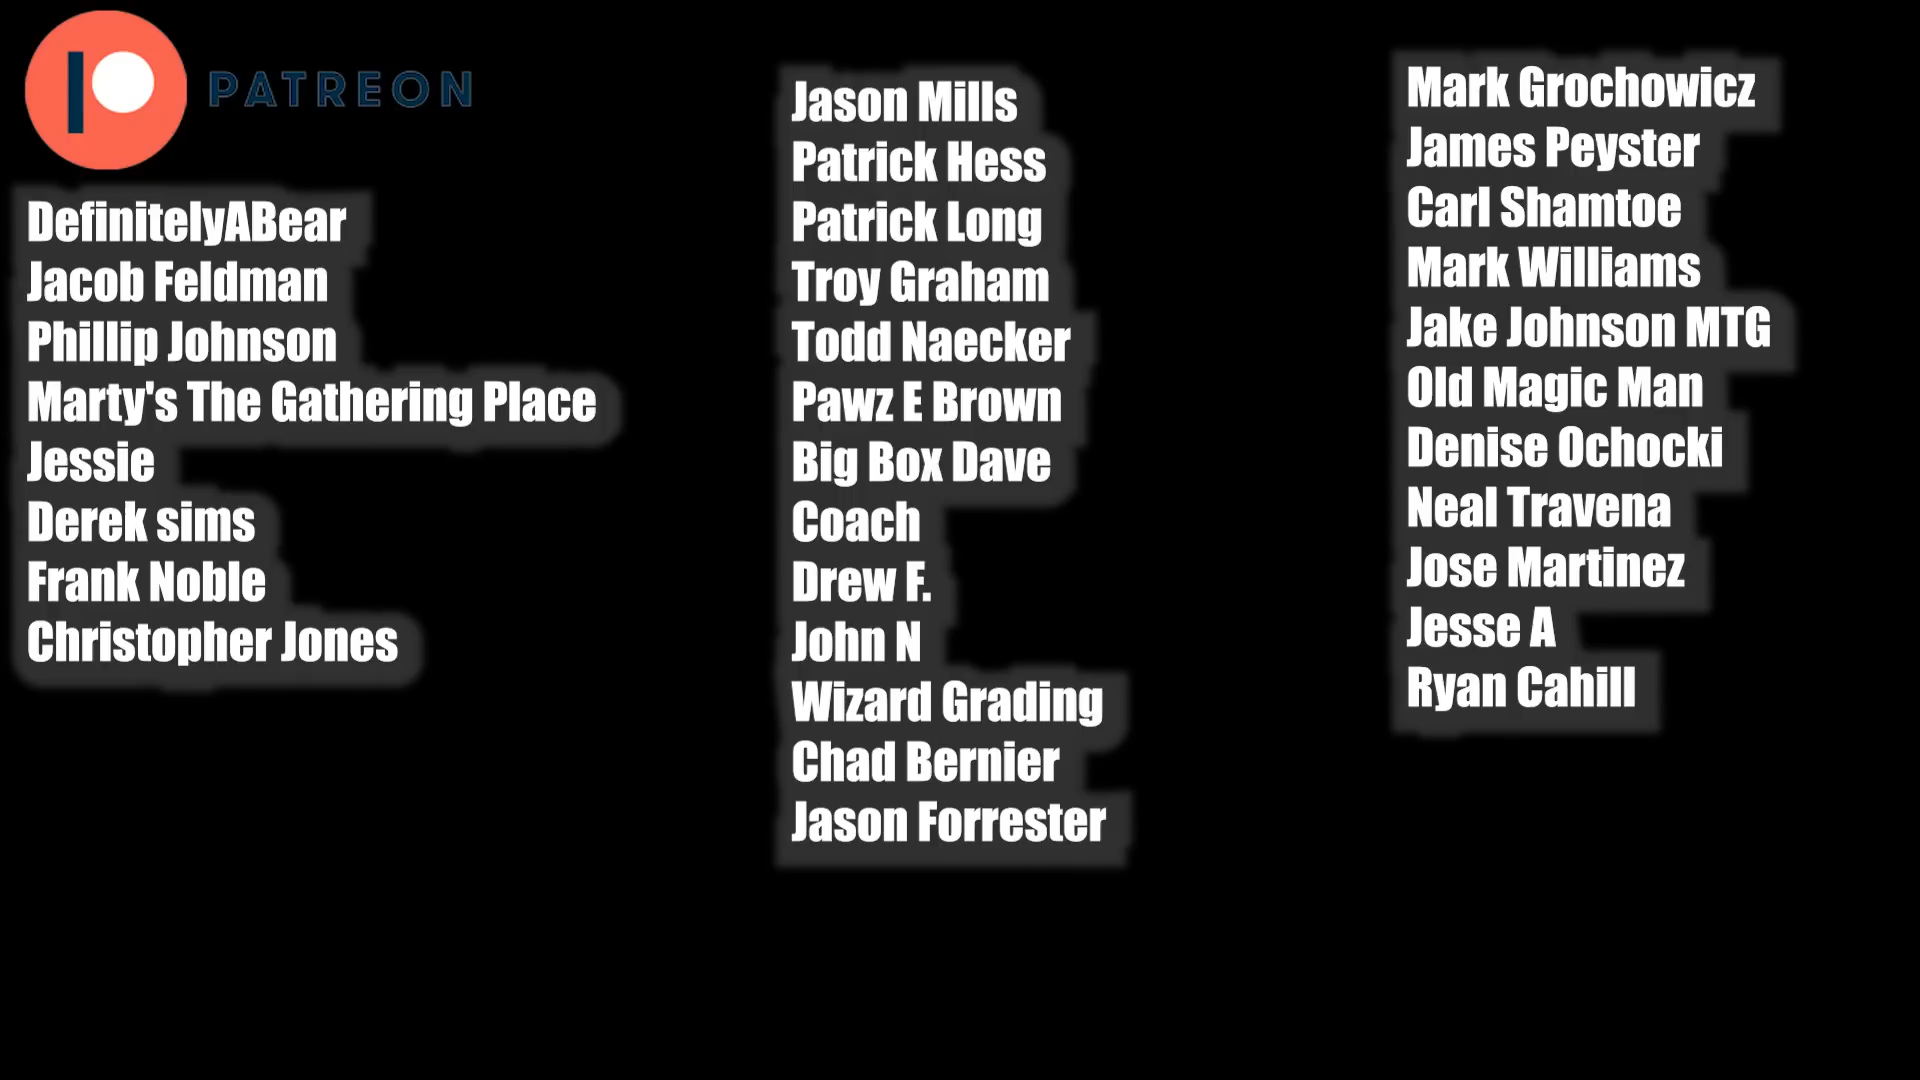 PATREON
DefinitelyABear
Jacob Feldman
Phillip Johnson
Marty's The Gathering Place
Jessie
Derek sims
Frank Noble
Christopher Jones
Jason Mills
Patrick Hess
Patrick Long
Troy Graham
Todd Naecker
Pawz E Brown
Big Box Dave
Coach
Drew F.
John N
Wizard Grading
Chad Bernier
Jason Forrester
Mark Grochowicz
James Peyster
Carl Shamtoe
Mark Williams
Jake Johnson MTG
Old Magic Man
Denise Ochocki
Neal Travena
Jose Martinez
Jesse A
Ryan Cahill